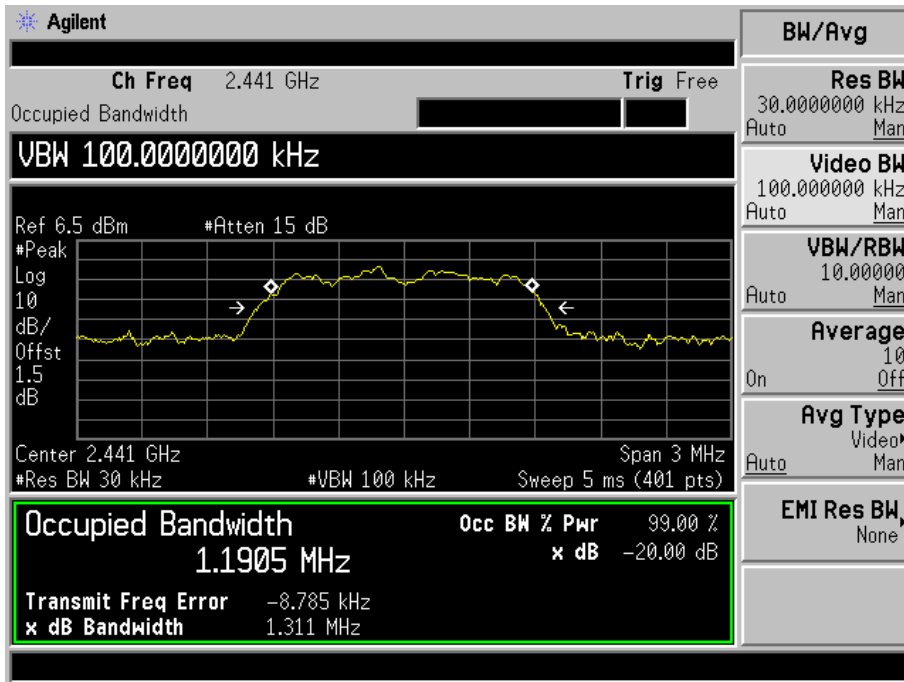 Agilent
Ch Freq 2.441 GHz Trig Free
Occupied Bandwidth
VBW 100.0000000 kHz
Ref 6.5 dBm #Atten 15 dB
#Peak
Log
10
dB/
Offst
1.5
dB
Center 2.441 GHz Span 3 MHz
#Res BW 30 kHz #VBW 100 kHz Sweep 5 ms (401 pts)
Occupied Bandwidth
1.1905 MHz
Occ BW % Pwr 99.00 %
x dB -20.00 dB
Transmit Freq Error -8.785 kHz
x dB Bandwidth 1.311 MHz
BW/Avg
Res BW
30.0000000 kHz
Auto Man
Video BW
100.000000 kHz
Auto Man
VBW/RBW
10.00000
Auto Man
Average
10
On Off
Avg Type
Video
Auto Man
EMI Res BW
None